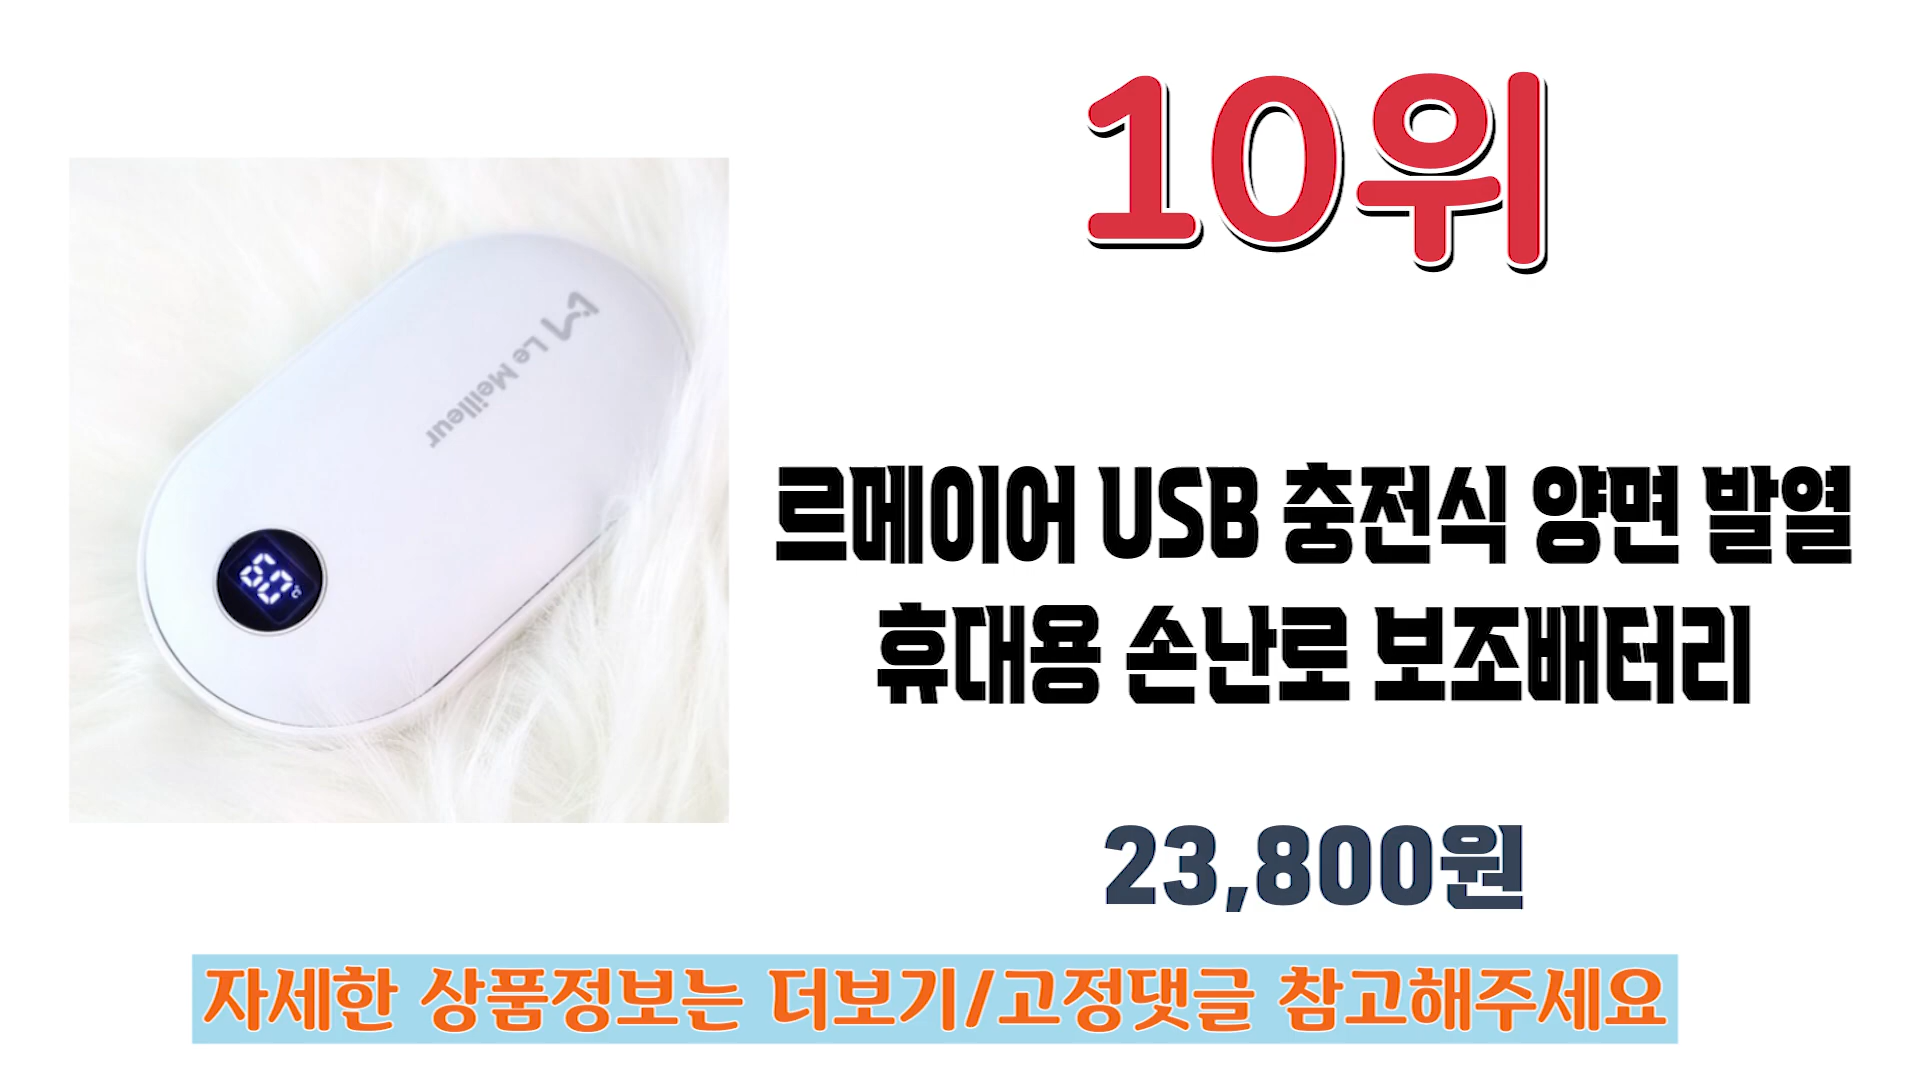 10위
Le Meilleur
60℃
르메이어 USB 충전식 양면 발열
휴대용 손난로 보조배터리
23,800원
자세한 상품정보는 더보기/고정댓글 참고해주세요